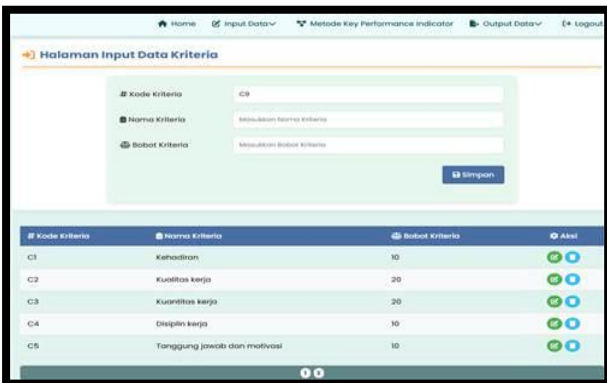 Home Input Data Metode Key Performance Indicator Output Data Logout
Halaman Input Data Kriteria
# Kode Kriteria C9
Nama Kriteria Masukkan Nama Kriteria
Bobot Kriteria Masukkan Bobot Kriteria
Simpan
# Kode Kriteria Nama Kriteria Bobot Kriteria Aksi
C1 Kehadiran 10
C2 Kualitas kerja 20
C3 Kuantitas kerja 20
C4 Disiplin kerja 10
C5 Tanggung jawab dan motivasi 10